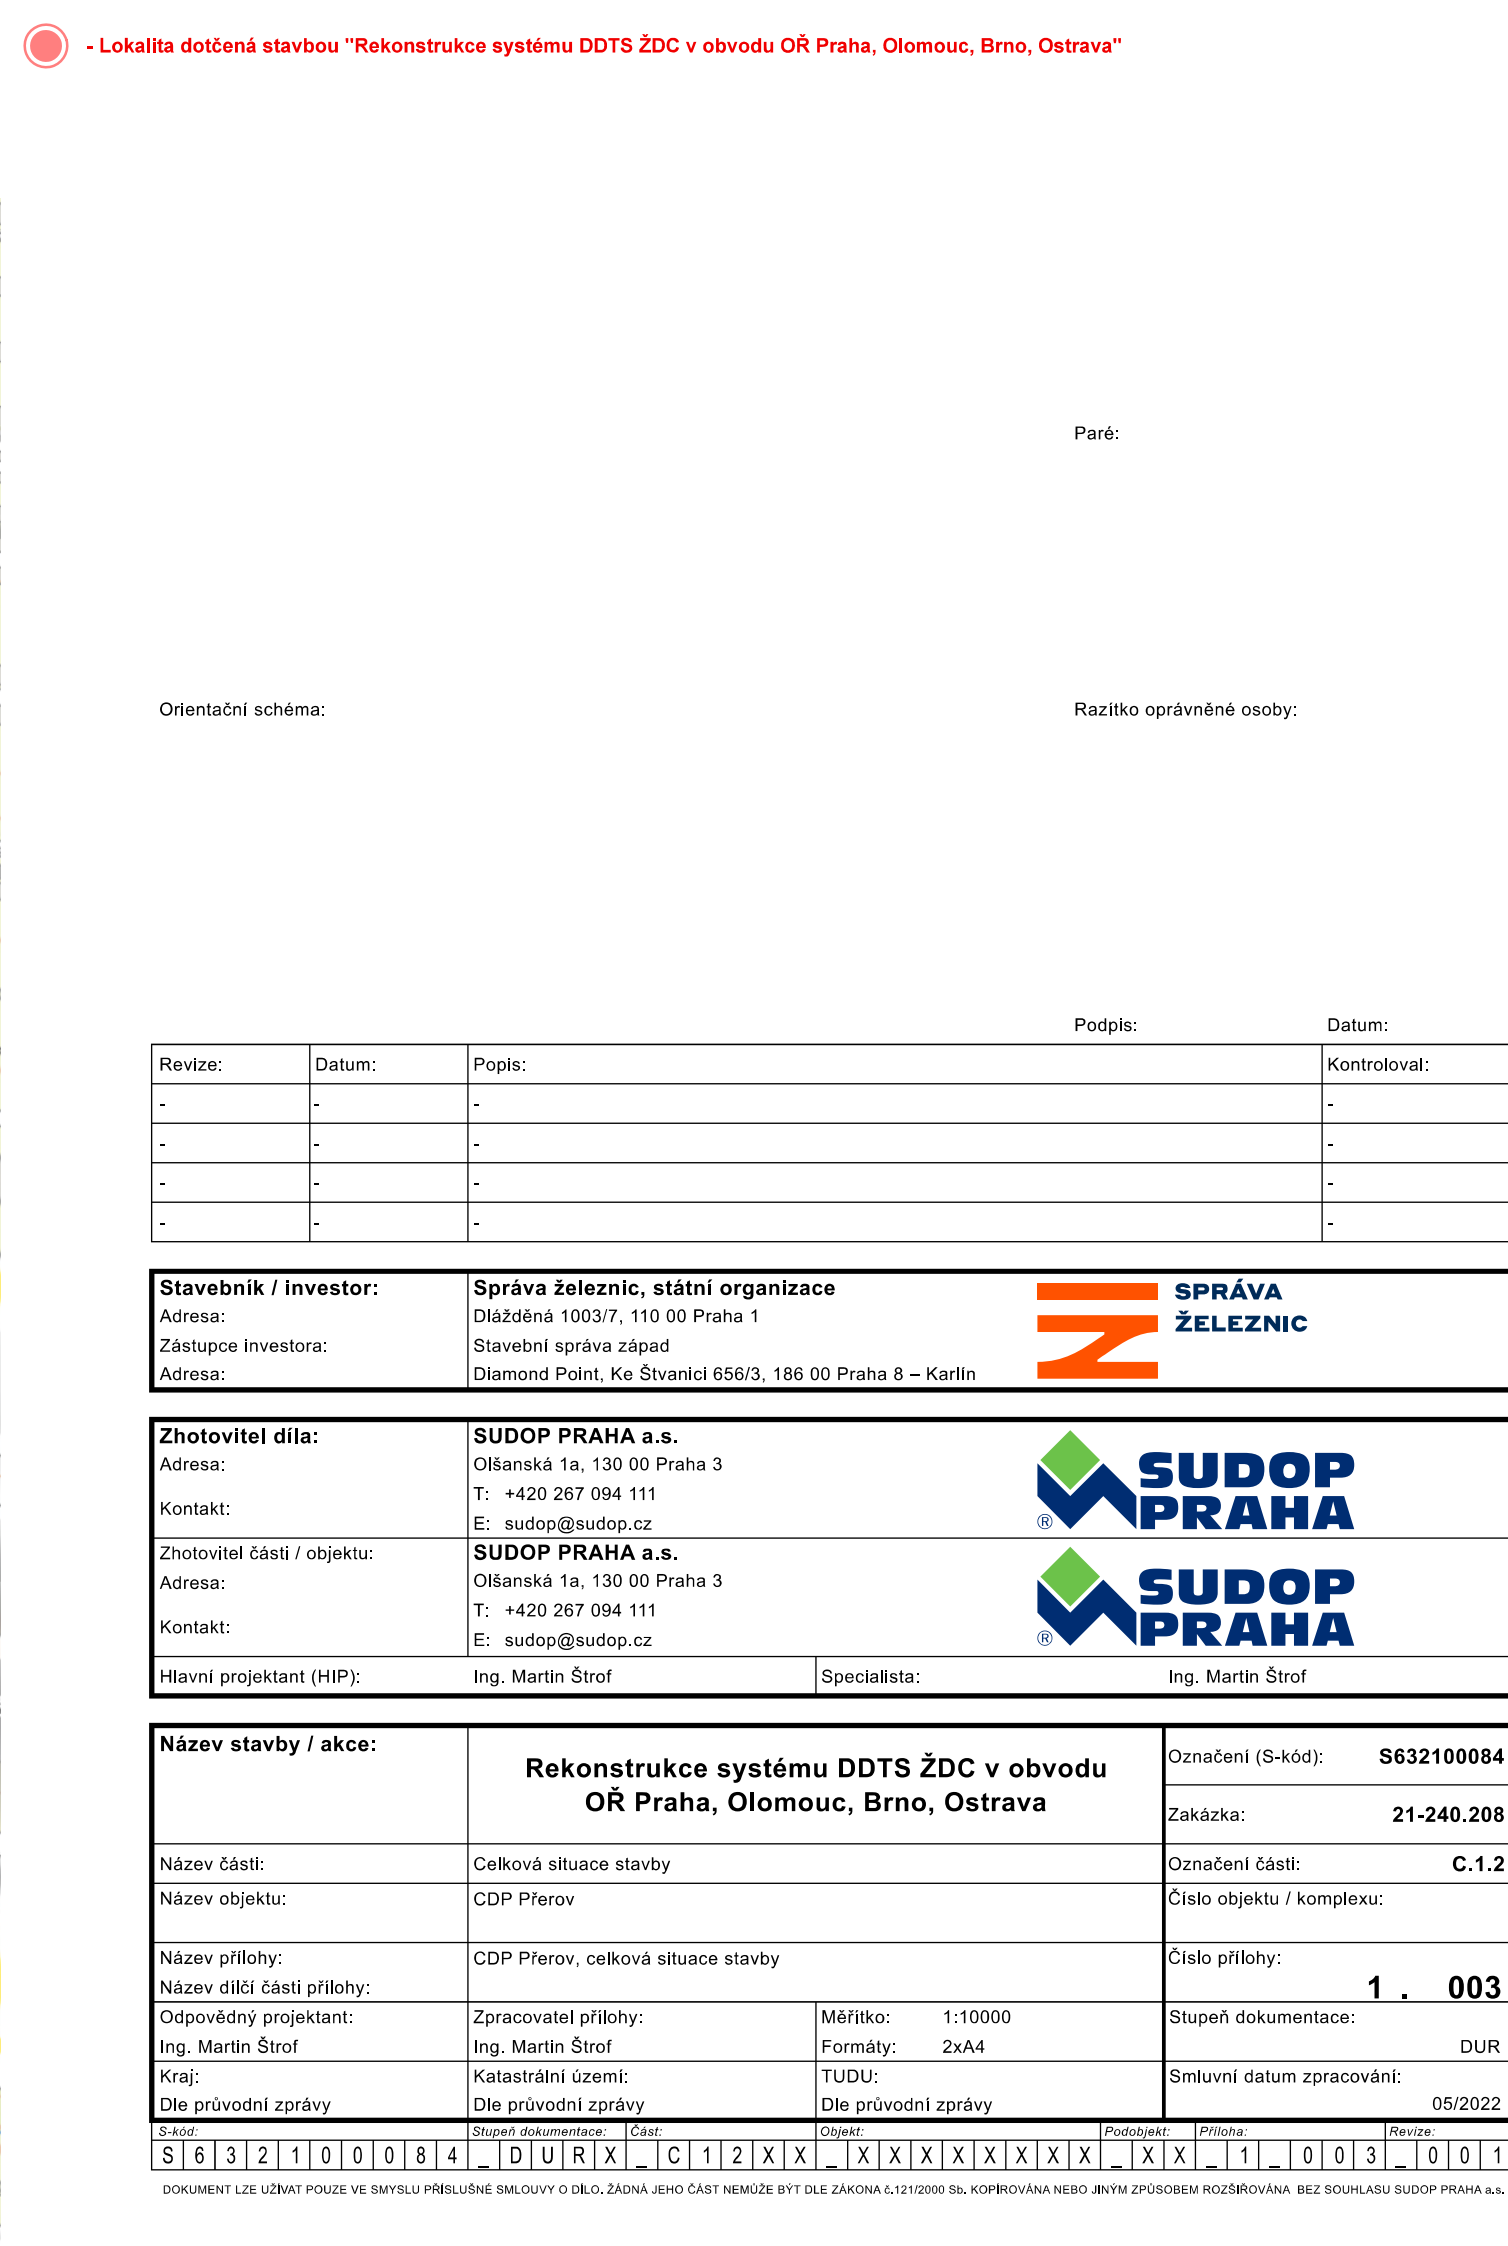 - Lokalita dotčená stavbou "Rekonstrukce systému DDTS ŽDC v obvodu OŘ Praha, Olomouc, Brno, Ostrava"
Paré:
Orientační schéma: Razítko oprávněné osoby:
Podpis: Datum:
Revize: Datum: Popis: Kontroloval:
- - - -
- - - -
- - - -
- - - -
Stavebník / investor: Správa železnic, státní organizace
Adresa: Dlážděná 1003/7, 110 00 Praha 1
Zástupce investora: Stavební správa západ
Adresa: Diamond Point, Ke Štvanici 656/3, 186 00 Praha 8 – Karlín
SPRÁVA
ŽELEZNIC
Zhotovitel díla: SUDOP PRAHA a.s.
Adresa: Olšanská 1a, 130 00 Praha 3
Kontakt: T: +420 267 094 111
E: sudop@sudop.cz
SUDOP
PRAHA
®
Zhotovitel části / objektu: SUDOP PRAHA a.s.
Adresa: Olšanská 1a, 130 00 Praha 3
Kontakt: T: +420 267 094 111
E: sudop@sudop.cz
SUDOP
PRAHA
®
Hlavní projektant (HIP): Ing. Martin Štrof Specialista: Ing. Martin Štrof
Název stavby / akce: Rekonstrukce systému DDTS ŽDC v obvodu
OŘ Praha, Olomouc, Brno, Ostrava
Označení (S-kód): S632100084
Zakázka: 21-240.208
Název části: Celková situace stavby Označení části: C.1.2
Název objektu: CDP Přerov Číslo objektu / komplexu:
Název přílohy: CDP Přerov, celková situace stavby Číslo přílohy:
Název dílčí části přílohy: 1 . 003
Odpovědný projektant: Zpracovatel přílohy: Měřítko: 1:10000 Stupeň dokumentace:
Ing. Martin Štrof Ing. Martin Štrof Formáty: 2xA4 DUR
Kraj: Katastrální území: TUDU: Smluvní datum zpracování:
Dle průvodní zprávy Dle průvodní zprávy Dle průvodní zprávy 05/2022
S-kód: Stupeň dokumentace: Část: Objekt: Podobjekt: Příloha: Revize:
S 6 3 2 1 0 0 0 8 4 _ D U R X _ C 1 2 X X _ X X X X X X X X _ X X _ 1 _ 0 0 3 _ 0 0 1
DOKUMENT LZE UŽÍVAT POUZE VE SMYSLU PŘÍSLUŠNÉ SMLOUVY O DÍLO. ŽÁDNÁ JEHO ČÁST NEMŮŽE BÝT DLE ZÁKONA č.121/2000 Sb. KOPÍROVÁNA NEBO JINÝM ZPŮSOBEM ROZŠIŘOVÁNA BEZ SOUHLASU SUDOP PRAHA a.s.